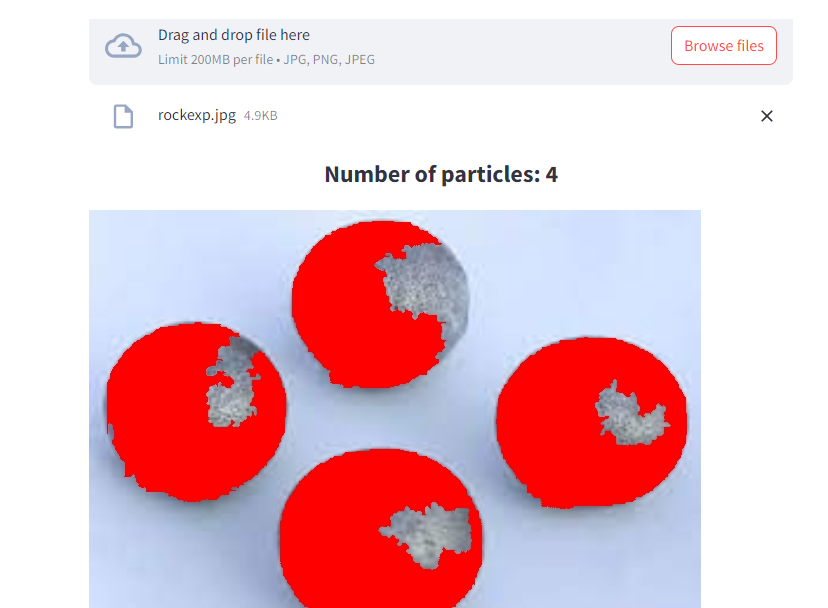 Drag and drop file here
Limit 200MB per file • JPG, PNG, JPEG
Browse files
rockexp.jpg 4.9KB
Number of particles: 4